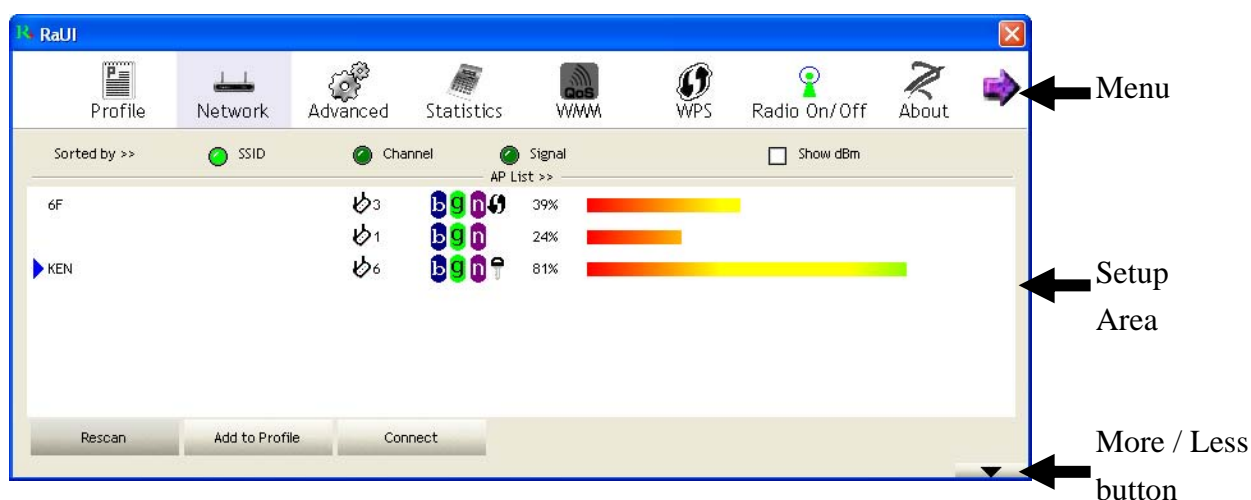 RaUI
Profile Network Advanced Statistics QoS WMM WPS Radio On/Off About
Menu
Sorted by >> SSID Channel Signal Show dBm
AP List >>
6F 3 b g n 39%
1 b g n 24%
KEN 6 b g n 81%
Setup
Area
Rescan Add to Profile Connect
More / Less
button